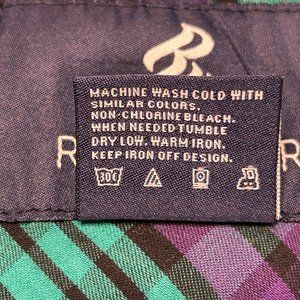 R
MACHINE WASH COLD WITH
SIMILAR COLORS.
NON-CHLORINE BLEACH.
WHEN NEEDED TUMBLE
DRY LOW. WARM IRON.
KEEP IRON OFF DESIGN.
30°